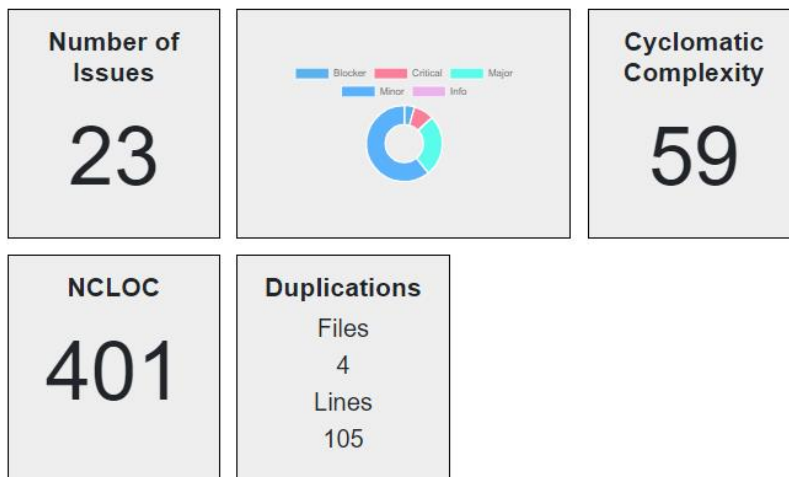 Number of
Issues
23
Blocker Critical Major
Minor Info
Cyclomatic
Complexity
59
NCLOC
401
Duplications
Files
4
Lines
105